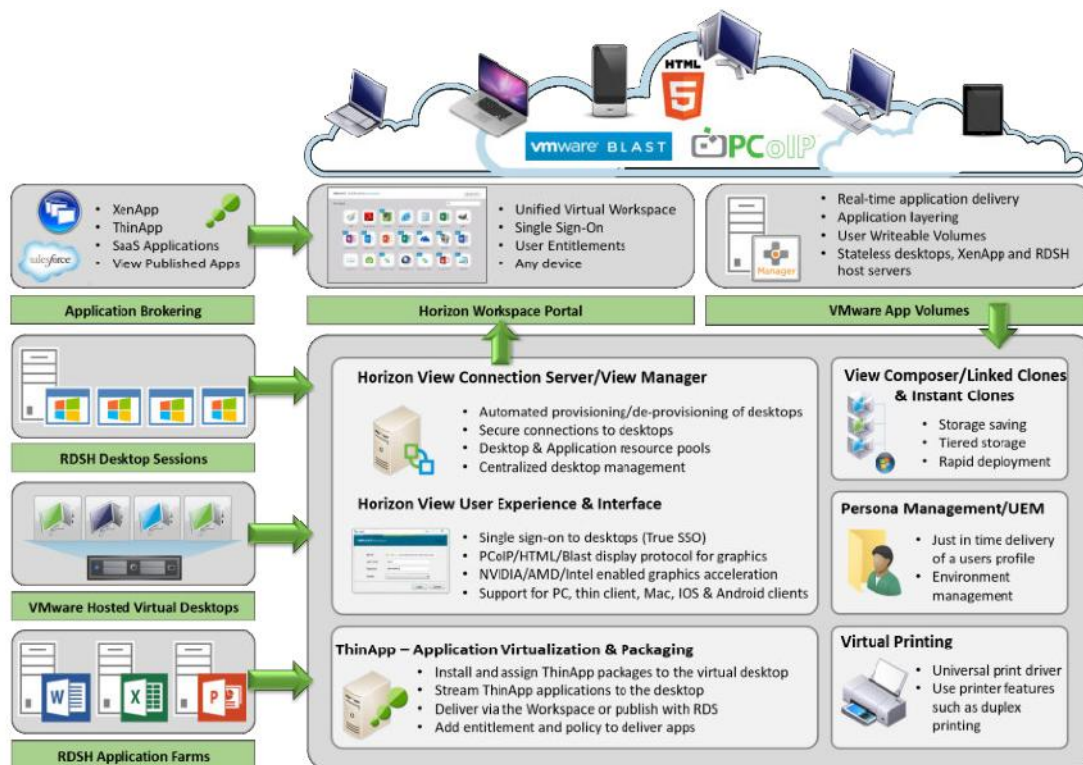 HTML
5
vmware BLAST
PCoIP
XenApp
ThinApp
SaaS Applications
View Published Apps
salesforce
Application Brokering
Unified Virtual Workspace
Single Sign-On
User Entitlements
Any device
Horizon Workspace Portal
Real-time application delivery
Application layering
User Writeable Volumes
Stateless desktops, XenApp and RDSH
host servers
Manager
VMware App Volumes
RDSH Desktop Sessions
VMware Hosted Virtual Desktops
W
X
P
RDSH Application Farms
Horizon View Connection Server/View Manager
Automated provisioning/de-provisioning of desktops
Secure connections to desktops
Desktop & Application resource pools
Centralized desktop management
Horizon View User Experience & Interface
Single sign-on to desktops (True SSO)
PCoIP/HTML/Blast display protocol for graphics
NVIDIA/AMD/Intel enabled graphics acceleration
Support for PC, thin client, Mac, IOS & Android clients
ThinApp – Application Virtualization & Packaging
Install and assign ThinApp packages to the virtual desktop
Stream ThinApp applications to the desktop
Deliver via the Workspace or publish with RDS
Add entitlement and policy to deliver apps
View Composer/Linked Clones
& Instant Clones
Storage saving
Tiered storage
Rapid deployment
Persona Management/UEM
Just in time delivery
of a users profile
Environment
management
Virtual Printing
Universal print driver
Use printer features
such as duplex
printing